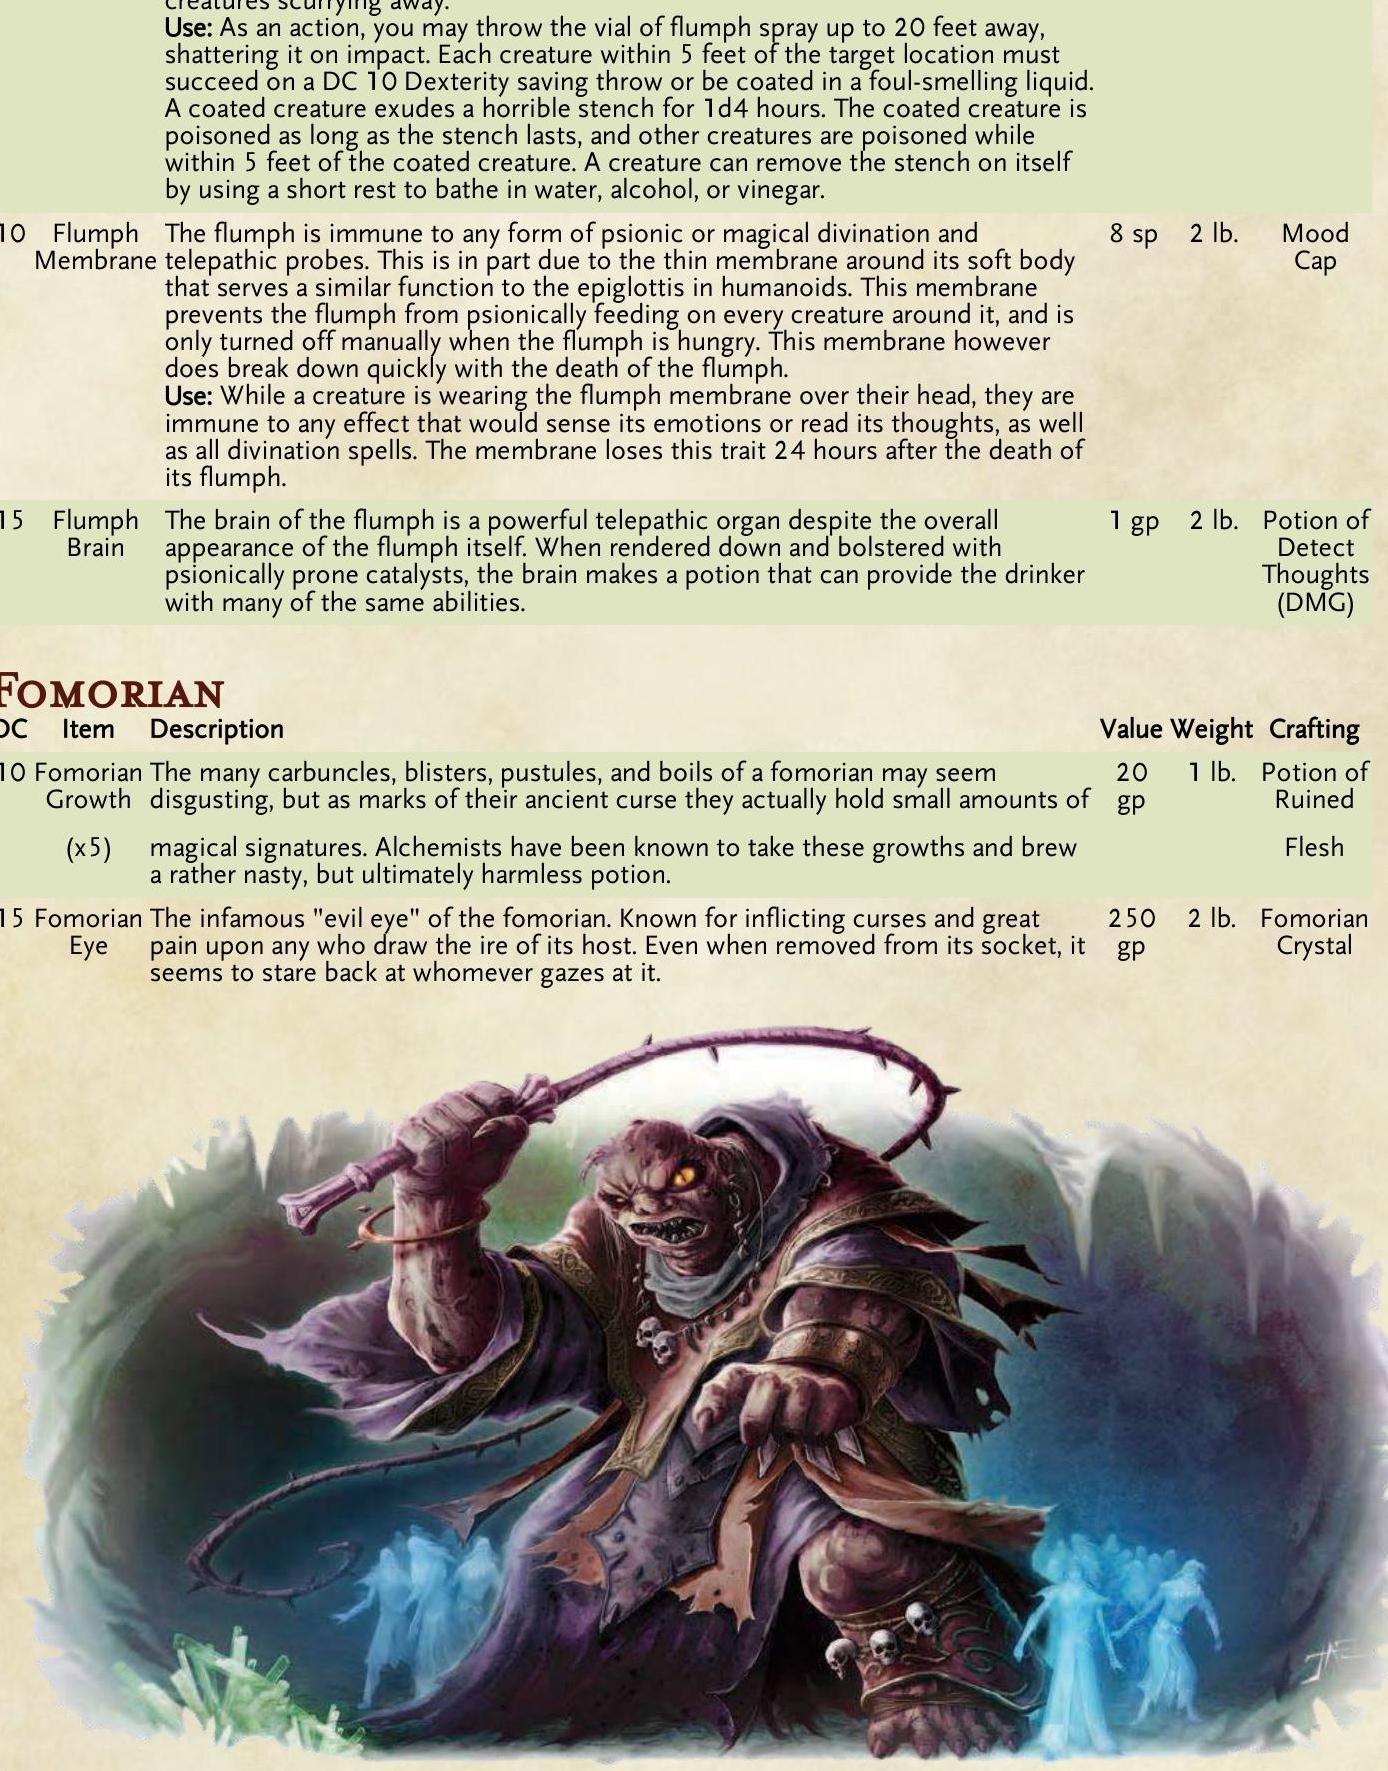 creatures scurrying away.
Use: As an action, you may throw the vial of flumph spray up to 20 feet away,
shattering it on impact. Each creature within 5 feet of the target location must
succeed on a DC 10 Dexterity saving throw or be coated in a foul-smelling liquid.
A coated creature exudes a horrible stench for 1d4 hours. The coated creature is
poisoned as long as the stench lasts, and other creatures are poisoned while
within 5 feet of the coated creature. A creature can remove the stench on itself
by using a short rest to bathe in water, alcohol, or vinegar.
10 Flumph The flumph is immune to any form of psionic or magical divination and 8 sp 2 lb. Mood
Membrane telepathic probes. This is in part due to the thin membrane around its soft body Cap
that serves a similar function to the epiglottis in humanoids. This membrane
prevents the flumph from psionically feeding on every creature around it, and is
only turned off manually when the flumph is hungry. This membrane however
does break down quickly with the death of the flumph.
Use: While a creature is wearing the flumph membrane over their head, they are
immune to any effect that would sense its emotions or read its thoughts, as well
as all divination spells. The membrane loses this trait 24 hours after the death of
its flumph.
15 Flumph The brain of the flumph is a powerful telepathic organ despite the overall 1 gp 2 lb. Potion of
Brain appearance of the flumph itself. When rendered down and bolstered with Detect
psionically prone catalysts, the brain makes a potion that can provide the drinker Thoughts
with many of the same abilities. (DMG)
FOMORIAN
DC Item Description Value Weight Crafting
10 Fomorian The many carbuncles, blisters, pustules, and boils of a fomorian may seem 20 1 lb. Potion of
Growth disgusting, but as marks of their ancient curse they actually hold small amounts of gp Ruined
(x5) magical signatures. Alchemists have been known to take these growths and brew Flesh
a rather nasty, but ultimately harmless potion.
15 Fomorian The infamous "evil eye" of the fomorian. Known for inflicting curses and great 250 2 lb. Fomorian
Eye pain upon any who draw the ire of its host. Even when removed from its socket, it gp Crystal
seems to stare back at whomever gazes at it.